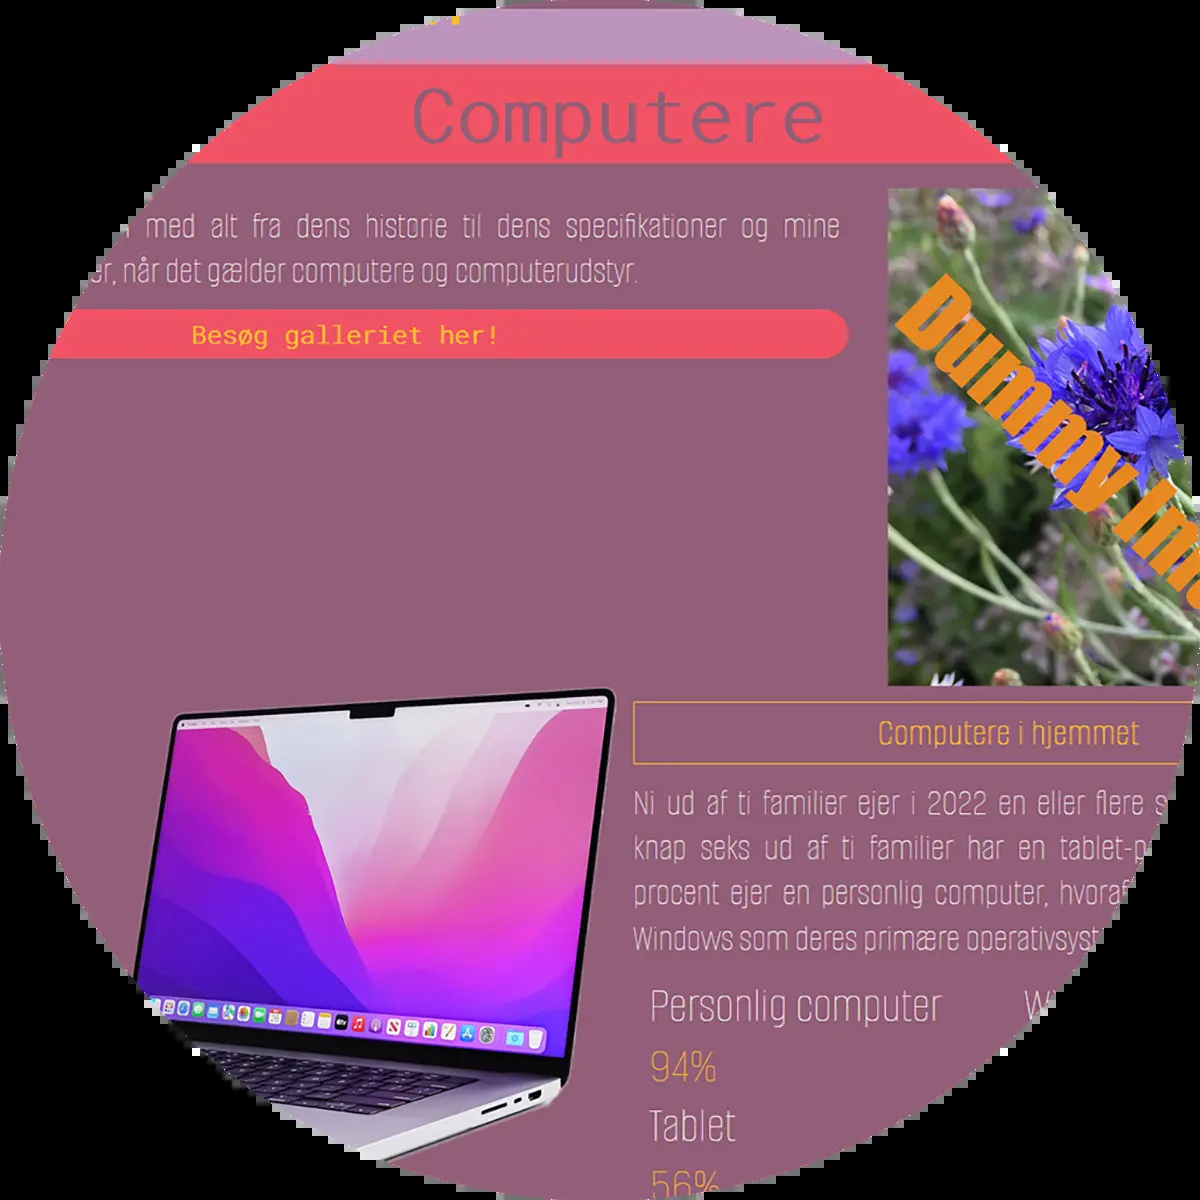 Computere
med alt fra dens historie til dens specifikationer og mine
når det gælder computere og computerudstyr.
Besøg galleriet her!
Dummy
Computere i hjemmet
Ni ud af ti familier ejer i 2022 en eller flere
knap seks ud af ti familier har en
procent ejer en personlig computer,
Windows som deres primære
Personlig computer
94%
Tablet
56%